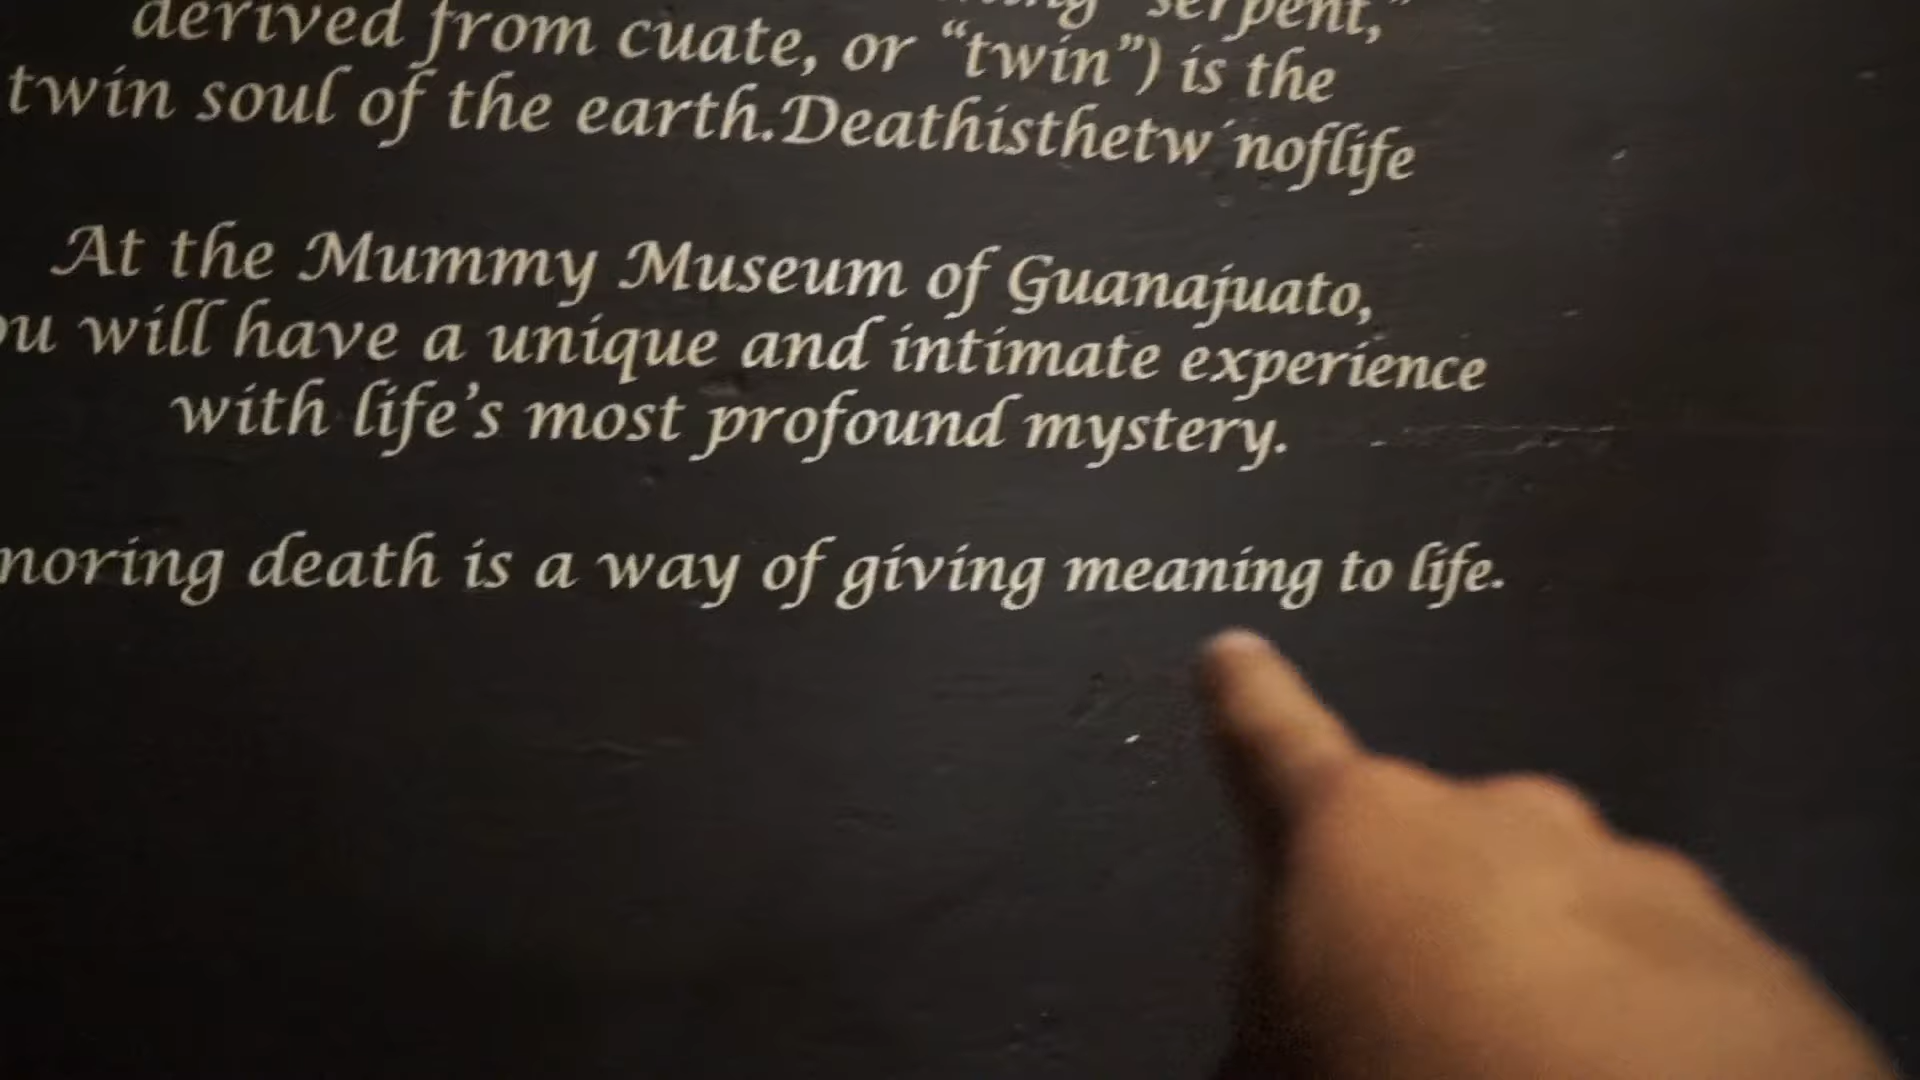 serpent,"
derived from cuate, or “twin”) is the
twin soul of the earth.Deathisthetw´noflife
At the Mummy Museum of Guanajuato,
will have a unique and intimate experience
with life’s most profound mystery.
death is a way of giving meaning to life.